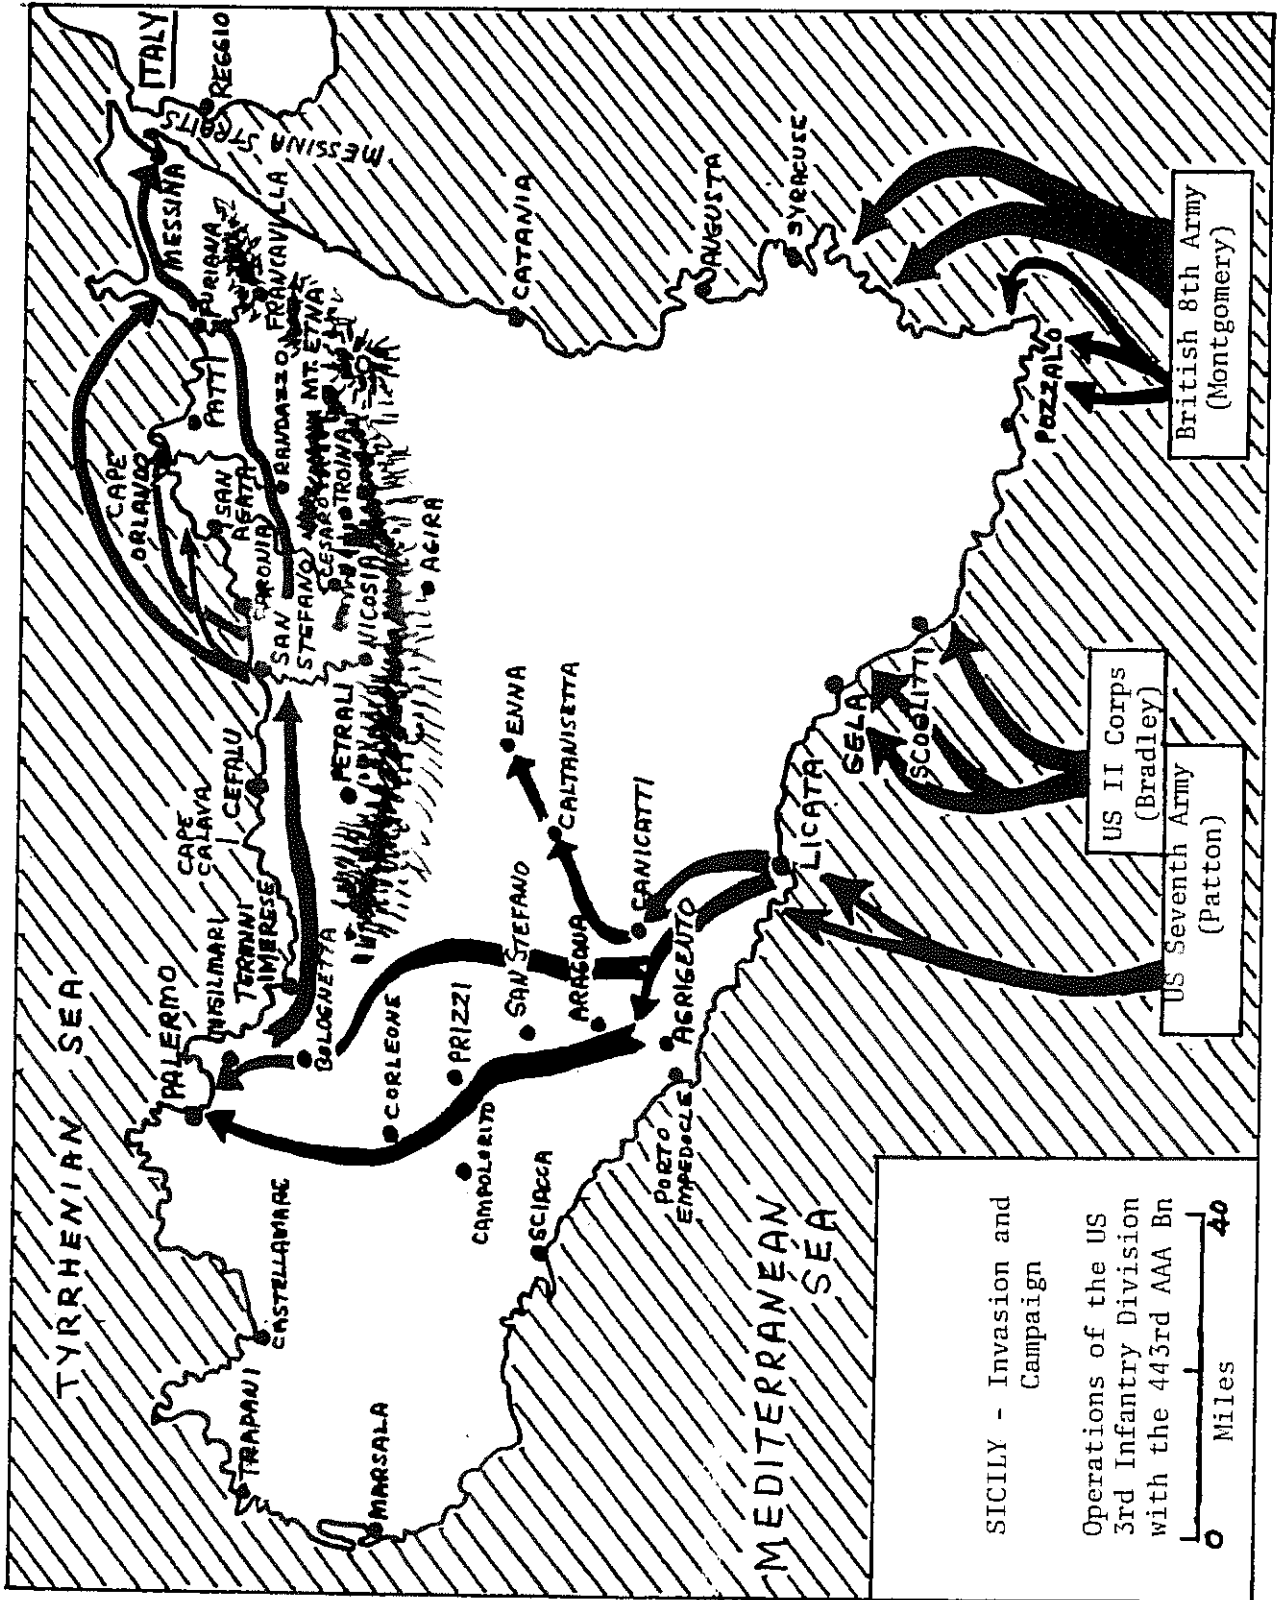 TYRRHENIAN SEA
ITALY
REGGIO
MESSINA STRAITS
MESSINA
FURIANA
FRANCAVILLA
PATTI
RANDAZZO
MT. ETNA
CAPE
ORLANDO
SAN
AGATA
CARONIA
SAN
STEFANO
CESARO
TROINA
NICOSIA
AGIRA
PETRALI
CEFALU
CAPE
CALAVA
TERMINI
IMERESE
MISILMARI
PALERMO
BOLOGNETTA
CORLEONE
PRIZZI
CAMPOLORITO
SAN STEFANO
ARAGONA
CASTELLAMARE
TRAPANI
MARSALA
SCIACCA
PORTO
EMPEDOCLE
AGRIGENTO
CANICATTI
CALTANISETTA
ENNA
LICATA
GELA
SCOGLITTI
CATANIA
AUGUSTA
SYRACUSE
POZZALO
MEDITERRANEAN
SEA
British 8th Army
(Montgomery)
US II Corps
(Bradley)
US Seventh Army
(Patton)
SICILY - Invasion and
Campaign
Operations of the US
3rd Infantry Division
with the 443rd AAA Bn
0
40
Miles